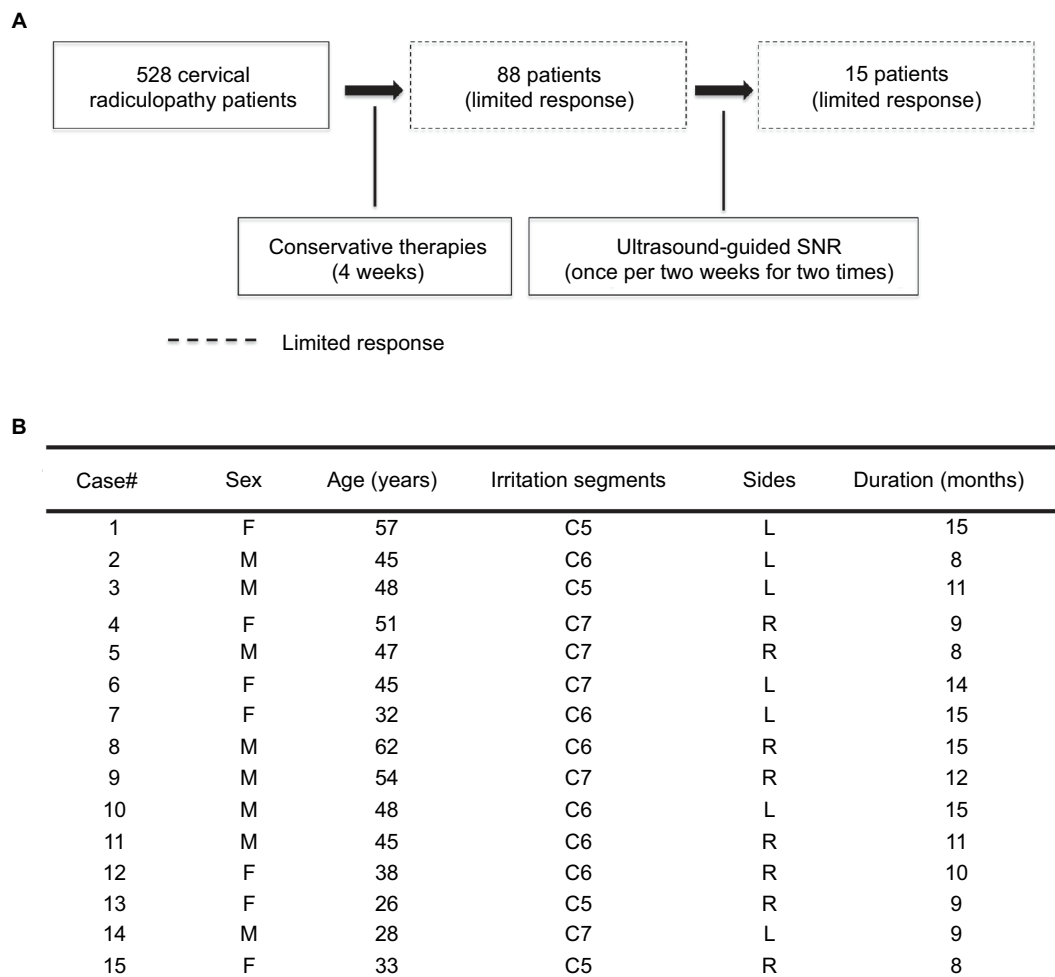 A
528 cervical
radiculopathy patients
88 patients
(limited response)
15 patients
(limited response)
Conservative therapies
(4 weeks)
Ultrasound-guided SNR
(once per two weeks for two times)
Limited response
B
Case# Sex Age (years) Irritation segments Sides Duration (months)
1 F 57 C5 L 15
2 M 45 C6 L 8
3 M 48 C5 L 11
4 F 51 C7 R 9
5 M 47 C7 R 8
6 F 45 C7 L 14
7 F 32 C6 L 15
8 M 62 C6 R 15
9 M 54 C7 R 12
10 M 48 C6 L 15
11 M 45 C6 R 11
12 F 38 C6 R 10
13 F 26 C5 R 9
14 M 28 C7 L 9
15 F 33 C5 R 8